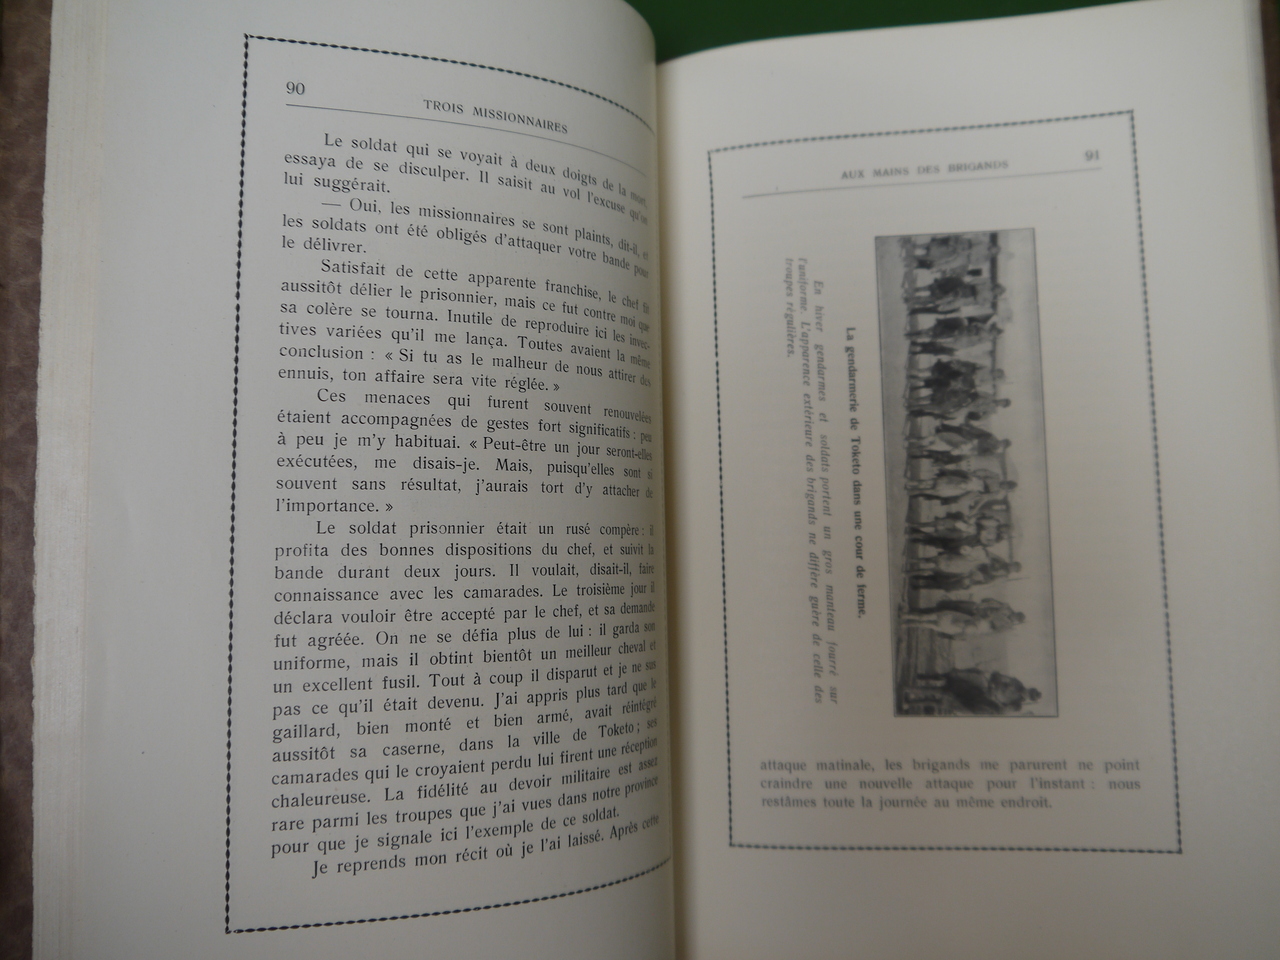 90
TROIS MISSIONNAIRES
Le soldat qui se voyait à deux doigts de la mort,
essaya de se disculper. Il saisit au vol l'excuse qu'on
lui suggérait.
— Oui, les missionnaires se sont plaints, dit-il, et
les soldats ont été obligés d'attaquer votre bande pour
le délivrer.
Satisfait de cette apparente franchise, le chef fit
aussitôt délier le prisonnier, mais ce fut contre moi que
sa colère se tourna. Inutile de reproduire ici les invec-
tives variées qu'il me lança. Toutes avaient la même
conclusion : « Si tu as le malheur de nous attirer des
ennuis, ton affaire sera vite réglée. »
Ces menaces qui furent souvent renouvelées
étaient accompagnées de gestes fort significatifs : peu
à peu je m'y habituai. « Peut-être un jour seront-elles
exécutées, me disais-je. Mais, puisqu'elles sont si
souvent sans résultat, j'aurais tort d'y attacher de
l'importance. »
Le soldat prisonnier était un rusé compère : il
profita des bonnes dispositions du chef, et suivit la
bande durant deux jours. Il voulait, disait-il, faire
connaissance avec les camarades. Le troisième jour il
déclara vouloir être accepté par le chef, et sa demande
fut agréée. On ne se défia plus de lui : il garda son
uniforme, mais il obtint bientôt un meilleur cheval et
un excellent fusil. Tout à coup il disparut et je ne sus
pas ce qu'il était devenu. J'ai appris plus tard que le
gaillard, bien monté et bien armé, avait réintégré
aussitôt sa caserne, dans la ville de Toketo ; ses
camarades qui le croyaient perdu lui firent une réception
chaleureuse. La fidélité au devoir militaire est assez
rare parmi les troupes que j'ai vues dans notre province
pour que je signale ici l'exemple de ce soldat.
Je reprends mon récit où je l'ai laissé. Après cette
AUX MAINS DES BRIGANDS
91
La gendarmerie de Toketo dans une cour de ferme.
En hiver gendarmes et soldats portent un gros manteau fourré sur
l'uniforme. L'apparence extérieure des brigands ne diffère guère de celle des
troupes régulières.
attaque matinale, les brigands me parurent ne point
craindre une nouvelle attaque pour l'instant : nous
restâmes toute la journée au même endroit.